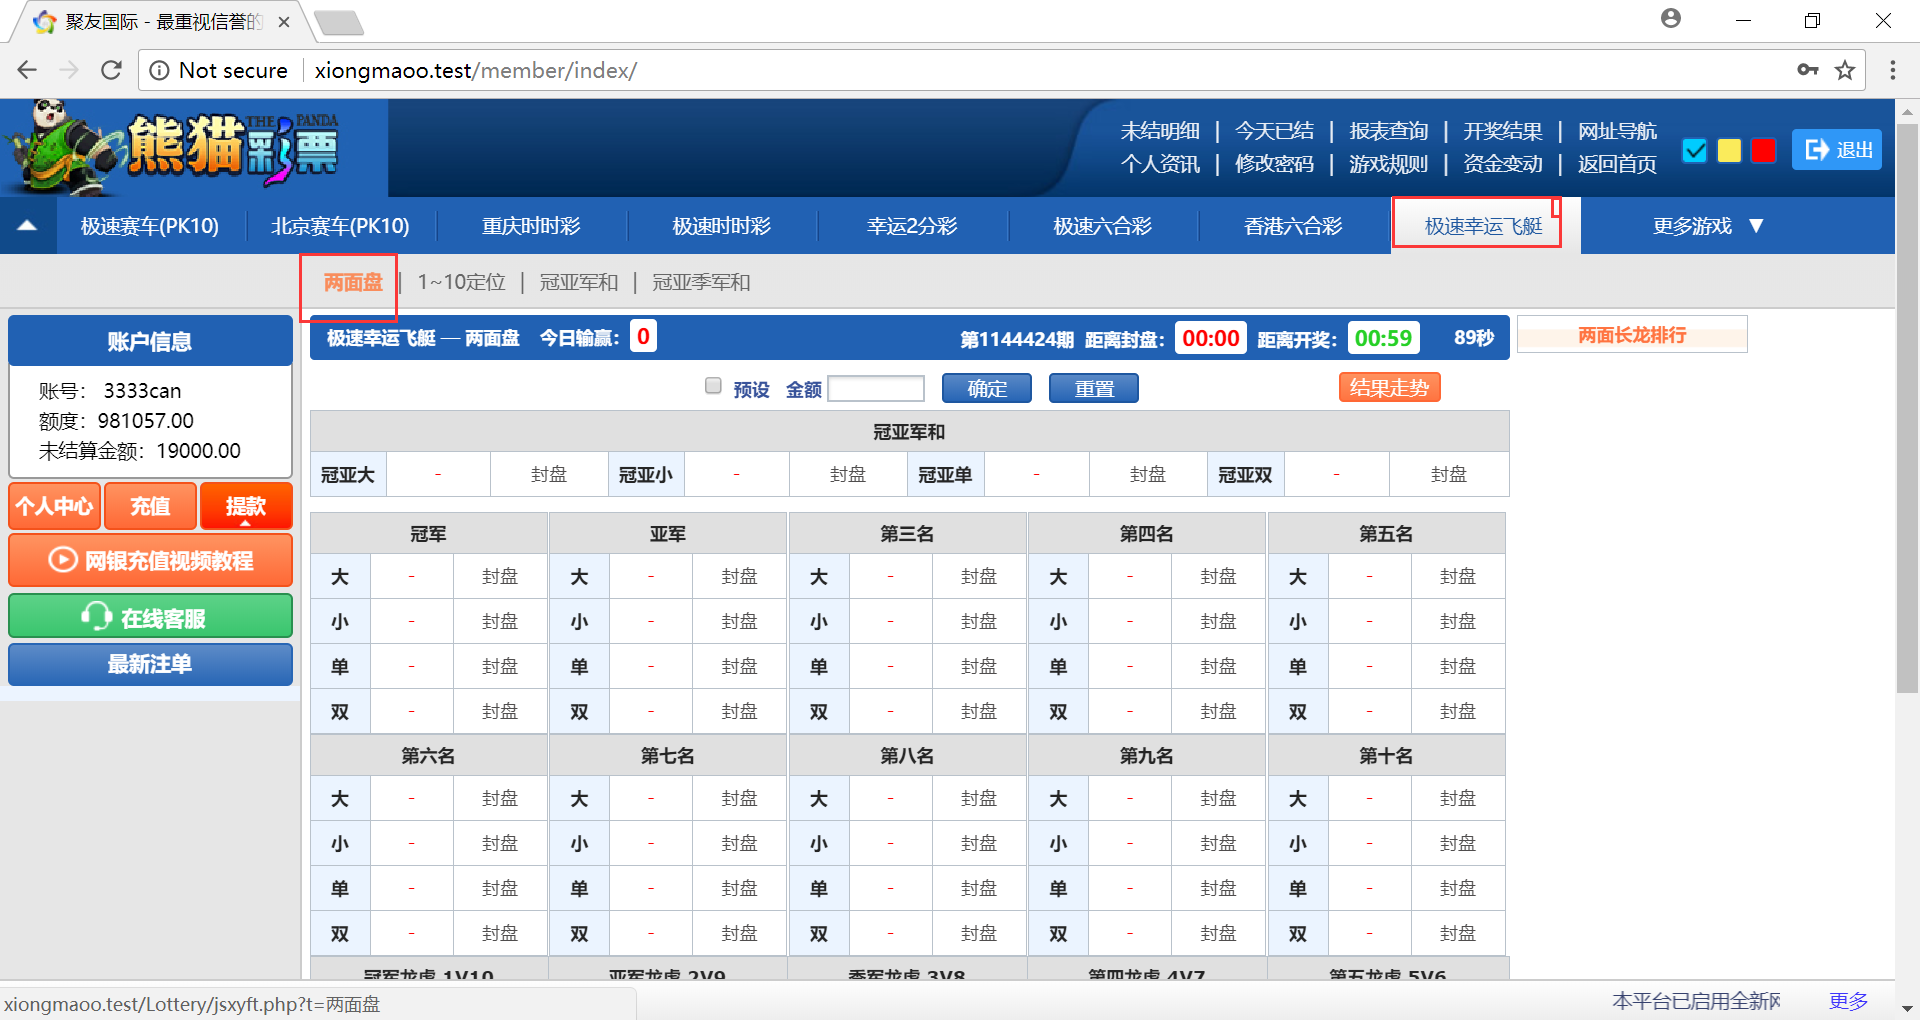 聚友国际 - 最重视信誉的
Not secure
xiongmaoo.test/member/index/
THE PANDA
熊猫彩票
未结明细 | 今天已结 | 报表查询 | 开奖结果 | 网址导航
个人资讯 | 修改密码 | 游戏规则 | 资金变动 | 返回首页
退出
极速赛车(PK10) 北京赛车(PK10) 重庆时时彩 极速时时彩 幸运2分彩 极速六合彩 香港六合彩 极速幸运飞艇 更多游戏 ▼
两面盘 | 1~10定位 | 冠亚军和 | 冠亚季军和
账户信息
账号： 3333can
额度：981057.00
未结算金额：19000.00
个人中心 充值 提款
网银充值视频教程
在线客服
最新注单
极速幸运飞艇 — 两面盘 今日输赢：0 第1144424期 距离封盘：00:00 距离开奖：00:59 89秒
两面长龙排行
预设 金额 确定 重置 结果走势
冠亚军和
冠亚大 - 封盘 冠亚小 - 封盘 冠亚单 - 封盘 冠亚双 - 封盘
冠军 亚军 第三名 第四名 第五名
大 - 封盘 大 - 封盘 大 - 封盘 大 - 封盘 大 - 封盘
小 - 封盘 小 - 封盘 小 - 封盘 小 - 封盘 小 - 封盘
单 - 封盘 单 - 封盘 单 - 封盘 单 - 封盘 单 - 封盘
双 - 封盘 双 - 封盘 双 - 封盘 双 - 封盘 双 - 封盘
第六名 第七名 第八名 第九名 第十名
大 - 封盘 大 - 封盘 大 - 封盘 大 - 封盘 大 - 封盘
小 - 封盘 小 - 封盘 小 - 封盘 小 - 封盘 小 - 封盘
单 - 封盘 单 - 封盘 单 - 封盘 单 - 封盘 单 - 封盘
双 - 封盘 双 - 封盘 双 - 封盘 双 - 封盘 双 - 封盘
冠军龙虎 1V10 亚军龙虎 2V9 季军龙虎 3V8 第四龙虎 4V7 第五龙虎 5V6
xiongmaoo.test/Lottery/jsxyft.php?t=两面盘
本平台已启用全新网 更多